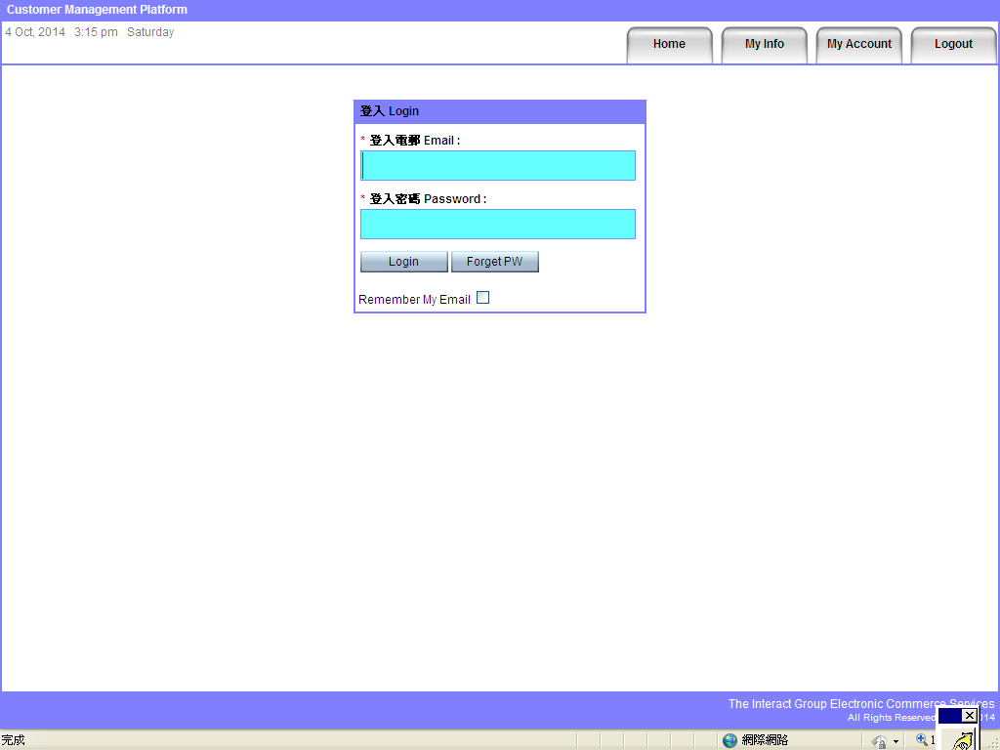 Customer Management Platform
4 Oct, 2014 3:15 pm Saturday
Home My Info My Account Logout
登入 Login
* 登入電郵 Email :
* 登入密碼 Password :
Login Forget PW
Remember My Email
The Interact Group Electronic Commerce Services
All Rights Reserved 014
完成 網際網路 1